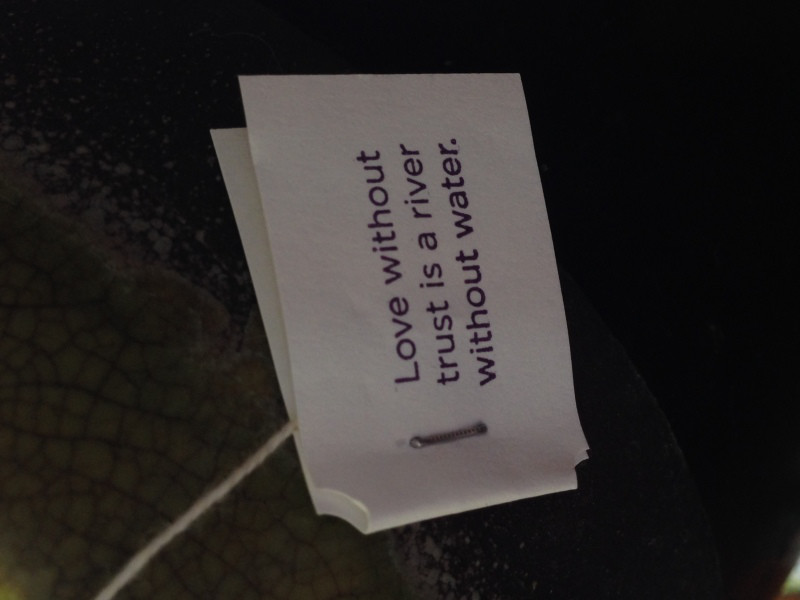 Love without
trust is a river
without water.